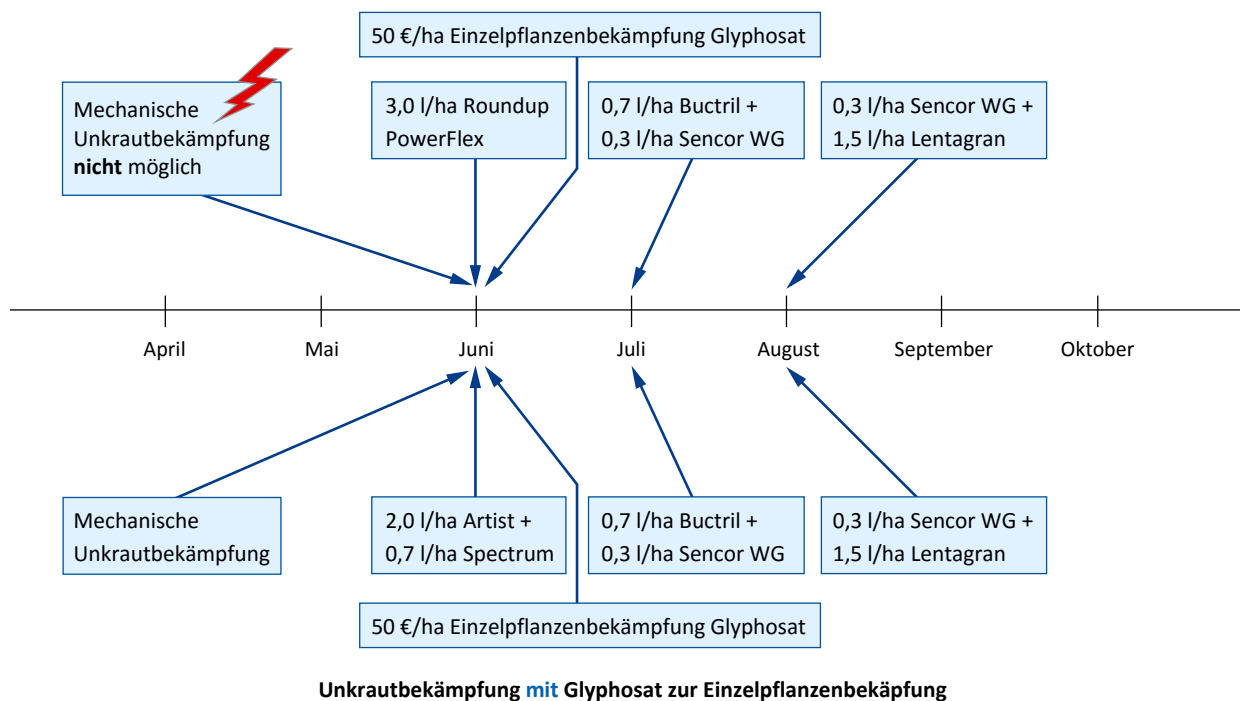 50 €/ha Einzelpflanzenbekämpfung Glyphosat
Mechanische
Unkrautbekämpfung
nicht möglich
3,0 l/ha Roundup
PowerFlex
0,7 l/ha Buctril +
0,3 l/ha Sencor WG
0,3 l/ha Sencor WG +
1,5 l/ha Lentagran
April
Mai
Juni
Juli
August
September
Oktober
Mechanische
Unkrautbekämpfung
2,0 l/ha Artist +
0,7 l/ha Spectrum
0,7 l/ha Buctril +
0,3 l/ha Sencor WG
0,3 l/ha Sencor WG +
1,5 l/ha Lentagran
50 €/ha Einzelpflanzenbekämpfung Glyphosat
Unkrautbekämpfung mit Glyphosat zur Einzelpflanzenbekäpfung